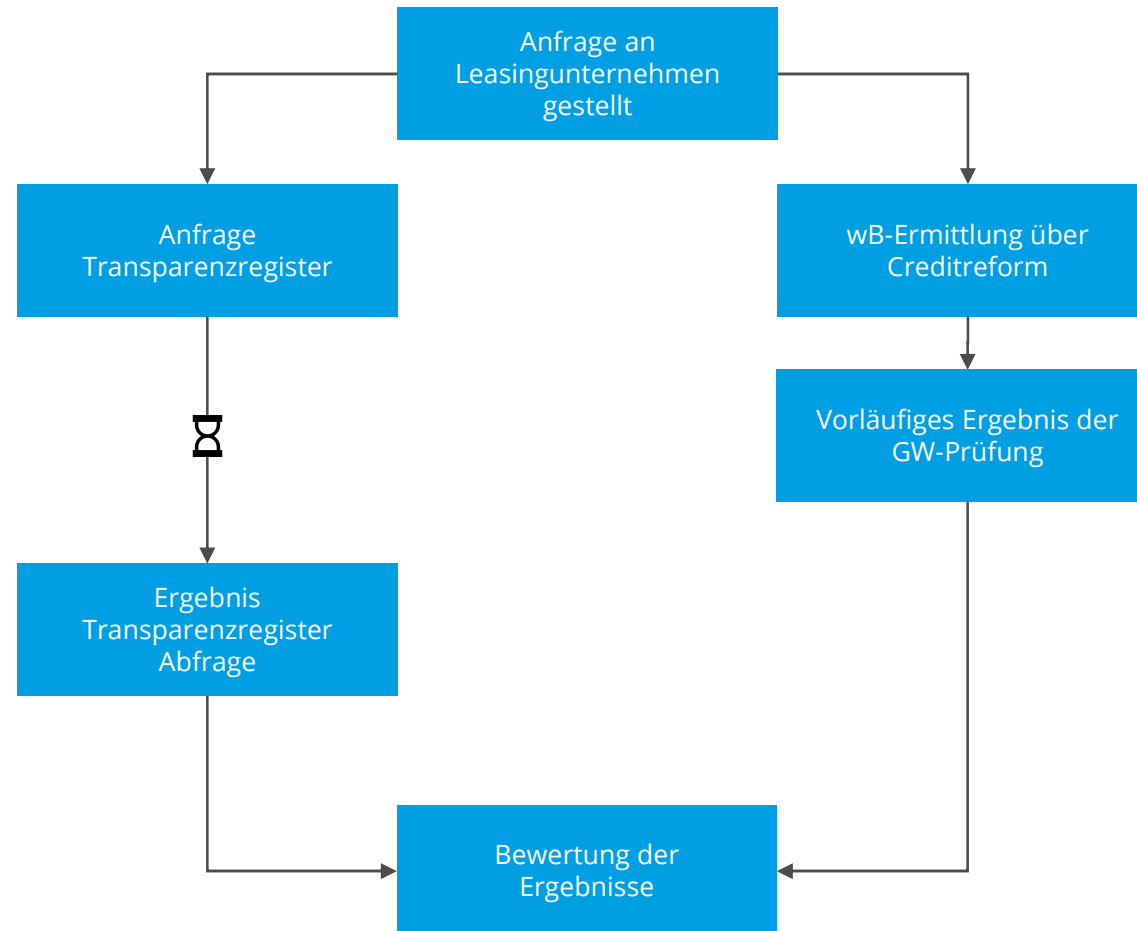 Anfrage an
Leasingunternehmen
gestellt
Anfrage
Transparenzregister
wB-Ermittlung über
Creditreform
Vorläufiges Ergebnis der
GW-Prüfung
Ergebnis
Transparenzregister
Abfrage
Bewertung der
Ergebnisse